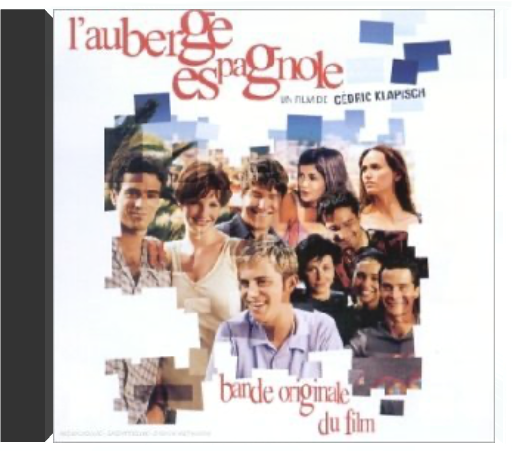 l'auberge
espagnole
UN FILM DE CÉDRIC KLAPISCH
bande originale
du film